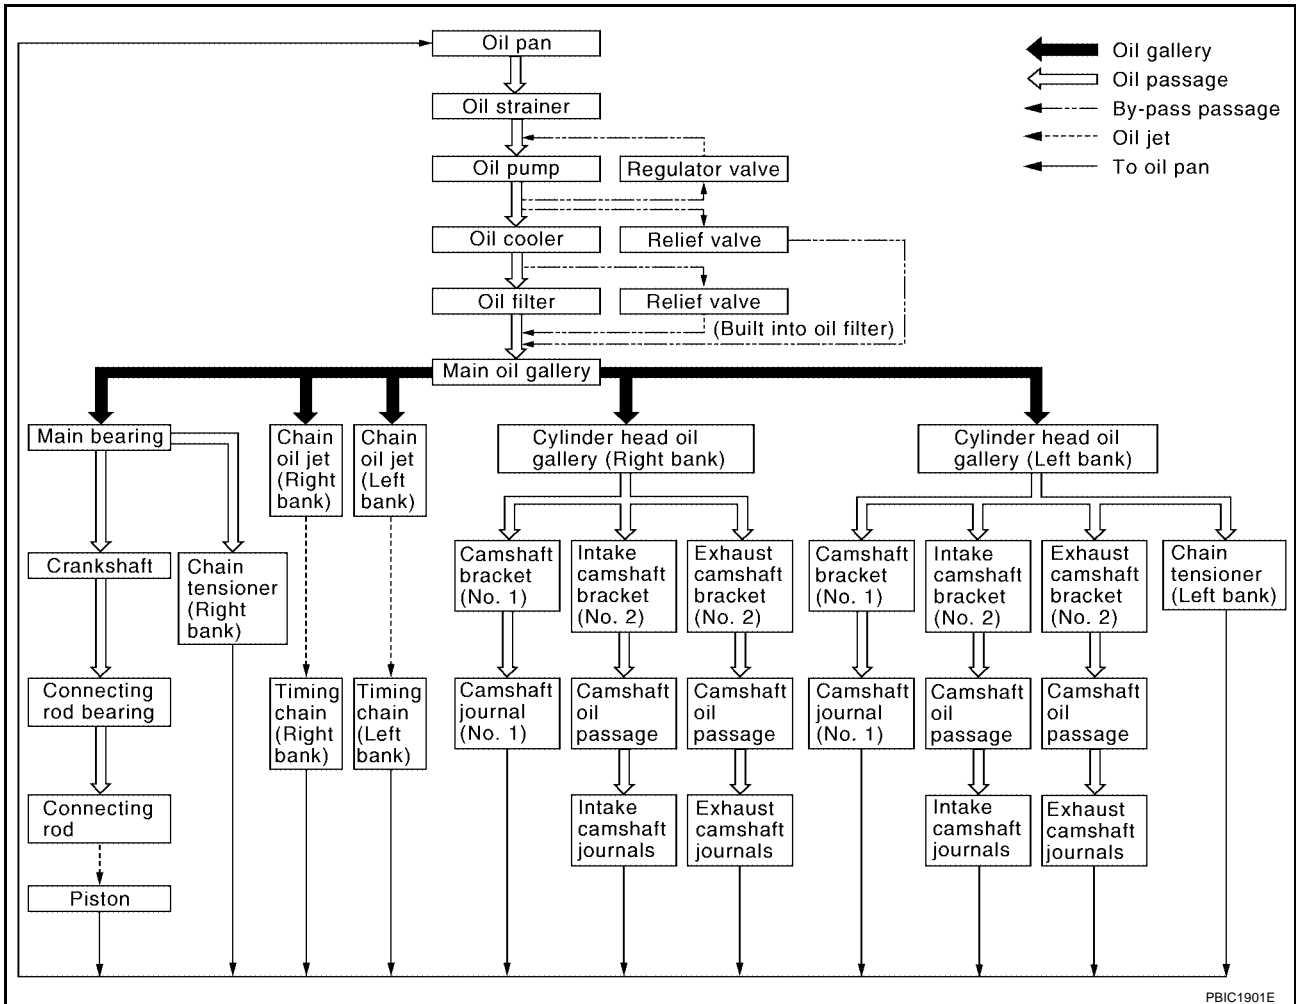 Oil pan
Oil strainer
Oil pump
Regulator valve
Oil cooler
Relief valve
Oil filter
Relief valve
(Built into oil filter)
Main oil gallery
Oil gallery
Oil passage
By-pass passage
Oil jet
To oil pan
Main bearing
Chain
oil jet
(Right
bank)
Chain
oil jet
(Left
bank)
Cylinder head oil
gallery (Right bank)
Cylinder head oil
gallery (Left bank)
Crankshaft
Chain
tensioner
(Right
bank)
Camshaft
bracket
(No. 1)
Intake
camshaft
bracket
(No. 2)
Exhaust
camshaft
bracket
(No. 2)
Camshaft
bracket
(No. 1)
Intake
camshaft
bracket
(No. 2)
Exhaust
camshaft
bracket
(No. 2)
Chain
tensioner
(Left bank)
Connecting
rod bearing
Timing
chain
(Right
bank)
Timing
chain
(Left
bank)
Camshaft
journal
(No. 1)
Camshaft
oil
passage
Camshaft
oil
passage
Camshaft
journal
(No. 1)
Camshaft
oil
passage
Camshaft
oil
passage
Connecting
rod
Intake
camshaft
journals
Exhaust
camshaft
journals
Intake
camshaft
journals
Exhaust
camshaft
journals
Piston
PBIC1901E